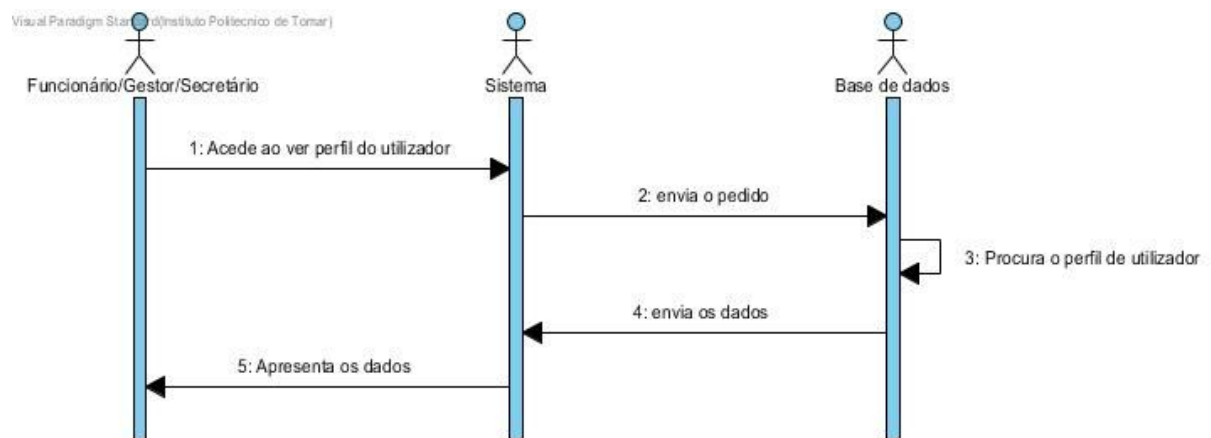 Visual Paradigm Standard(Instituto Politecnico de Tomar)
Funcionário/Gestor/Secretário
Sistema
Base de dados
1: Acede ao ver perfil do utilizador
2: envia o pedido
3: Procura o perfil de utilizador
4: envia os dados
5: Apresenta os dados